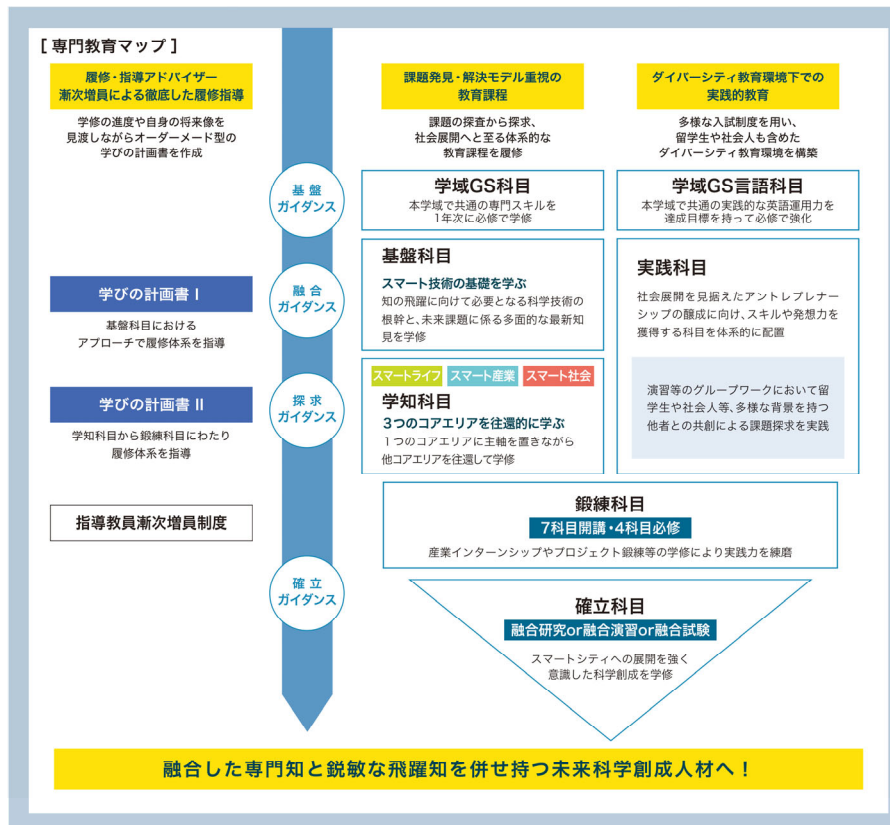 [ 専門教育マップ ]
履修・指導アドバイザー
漸次増員による徹底した履修指導
学修の進度や自身の将来像を
見渡しながらオーダーメード型の
学びの計画書を作成
課題発見・解決モデル重視の
教育課程
課題の探査から探求、
社会展開へと至る体系的な
教育課程を履修
ダイバーシティ教育環境下での
実践的教育
多様な入試制度を用い、
留学生や社会人も含めた
ダイバーシティ教育環境を構築
基盤
ガイダンス
学域GS科目
本学域で共通の専門スキルを
1年次に必修で学修
学域GS言語科目
本学域で共通の実践的な英語運用力を
達成目標を持って必修で強化
学びの計画書 I
基盤科目における
アプローチで履修体系を指導
融合
ガイダンス
基盤科目
スマート技術の基礎を学ぶ
知の飛躍に向けて必要となる科学技術の
根幹と、未来課題に係る多面的な最新知
見を学修
実践科目
社会展開を見据えたアントレプレナー
シップの醸成に向け、スキルや発想力を
獲得する科目を体系的に配置
演習等のグループワークにおいて留
学生や社会人等、多様な背景を持つ
他者との共創による課題探求を実践
学びの計画書 II
学知科目から鍛練科目にわたり
履修体系を指導
探求
ガイダンス
スマートライフ スマート産業 スマート社会
学知科目
3つのコアエリアを往還的に学ぶ
1つのコアエリアに主軸を置きながら
他コアエリアを往還して学修
指導教員漸次増員制度
鍛練科目
7科目開講・4科目必修
産業インターンシップやプロジェクト鍛練等の学修により実践力を練磨
確立
ガイダンス
確立科目
融合研究or融合演習or融合試験
スマートシティへの展開を強く
意識した科学創成を学修
融合した専門知と鋭敏な飛躍知を併せ持つ未来科学創成人材へ！